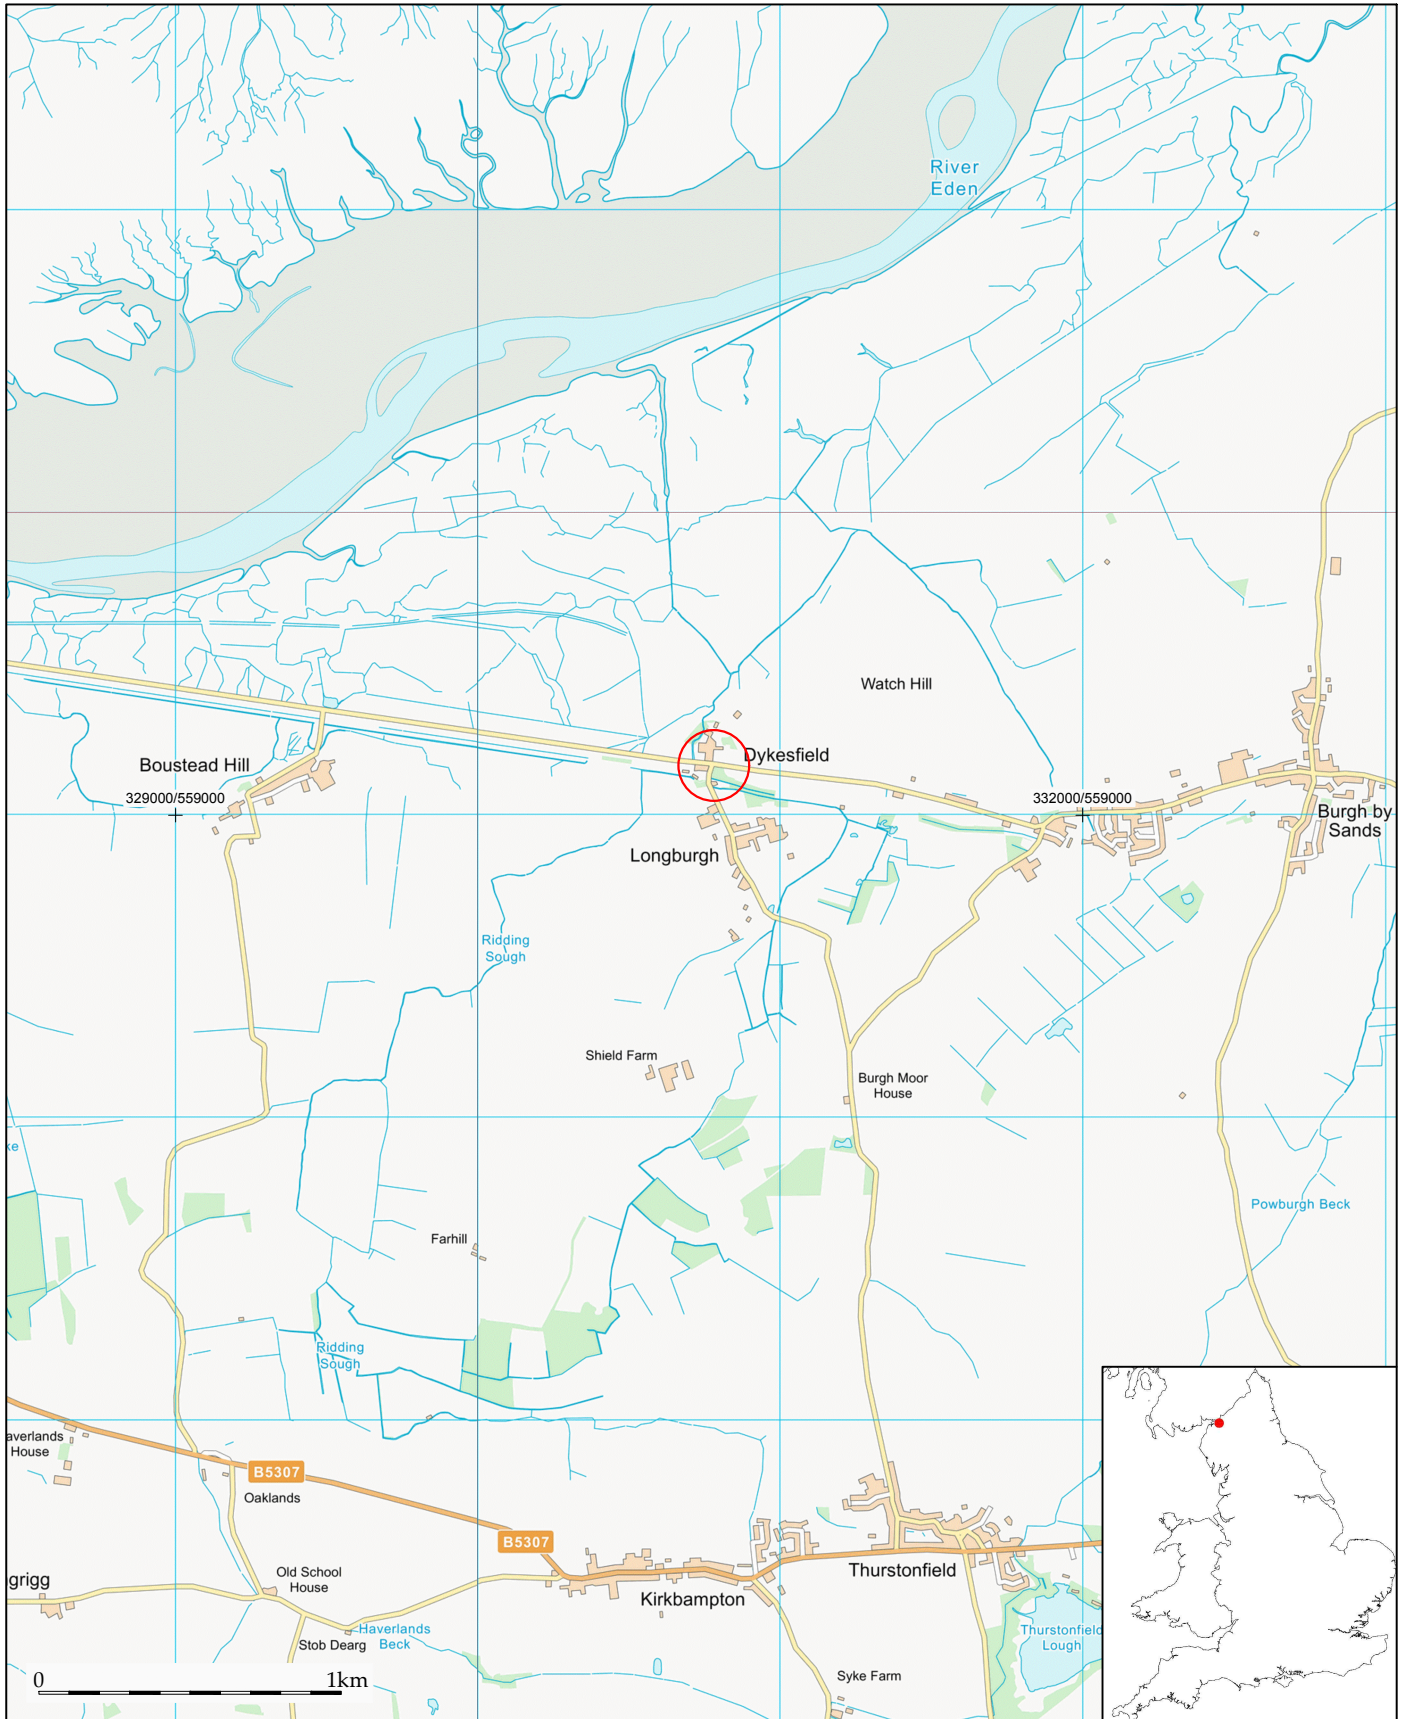 River
Eden
Watch Hill
Boustead Hill
Dykesfield
329000/559000
332000/559000
Burgh by
Sands
Longburgh
Ridding
Sough
Shield Farm
Burgh Moor
House
ke
Powburgh Beck
Farhill
Ridding
Sough
averlands
House
B5307
Oaklands
B5307
Old School
House
Thurstonfield
grigg
Kirkbampton
Haverlands
Beck
Stob Dearg
Thurstonfield
Lough
Syke Farm
0
1km